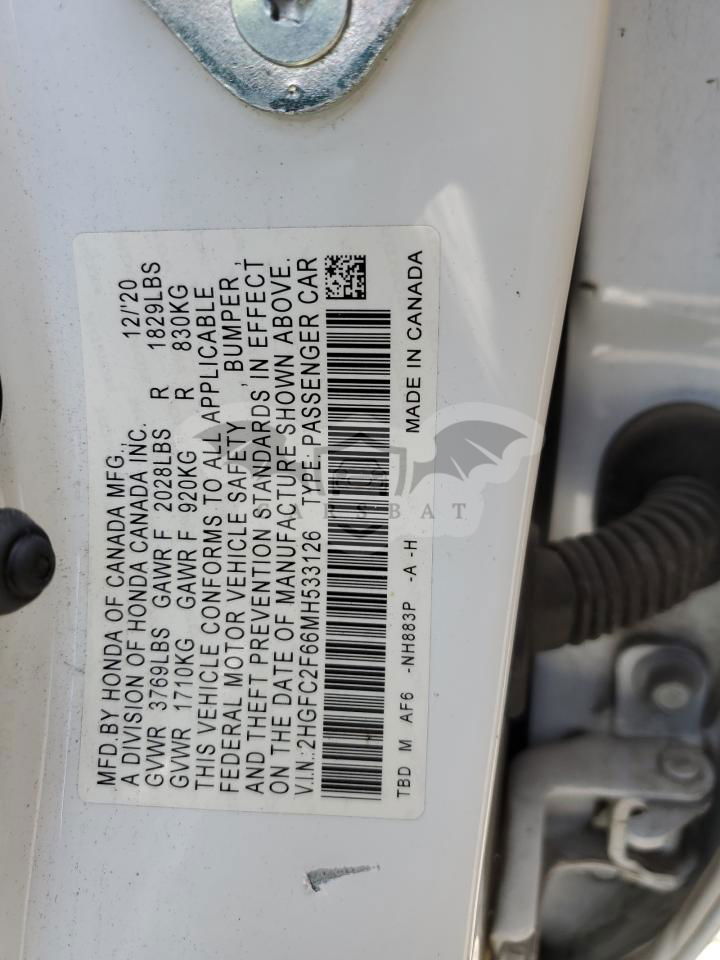 MFD.BY HONDA OF CANADA MFG.,
A DIVISION OF HONDA CANADA INC. 12/'20
GVWR 3769LBS GAWR F 2028LBS R 1829LBS
GVWR 1710KG GAWR F 920KG R 830KG
THIS VEHICLE CONFORMS TO ALL APPLICABLE
FEDERAL MOTOR VEHICLE SAFETY, BUMPER,
AND THEFT PREVENTION STANDARDS, IN EFFECT
ON THE DATE OF MANUFACTURE SHOWN ABOVE.
V.I.N.:2HGFC2F66MH533126 TYPE: PASSENGER CAR
TBD M AF6 -NH883P -A -H MADE IN CANADA
CARSBAT